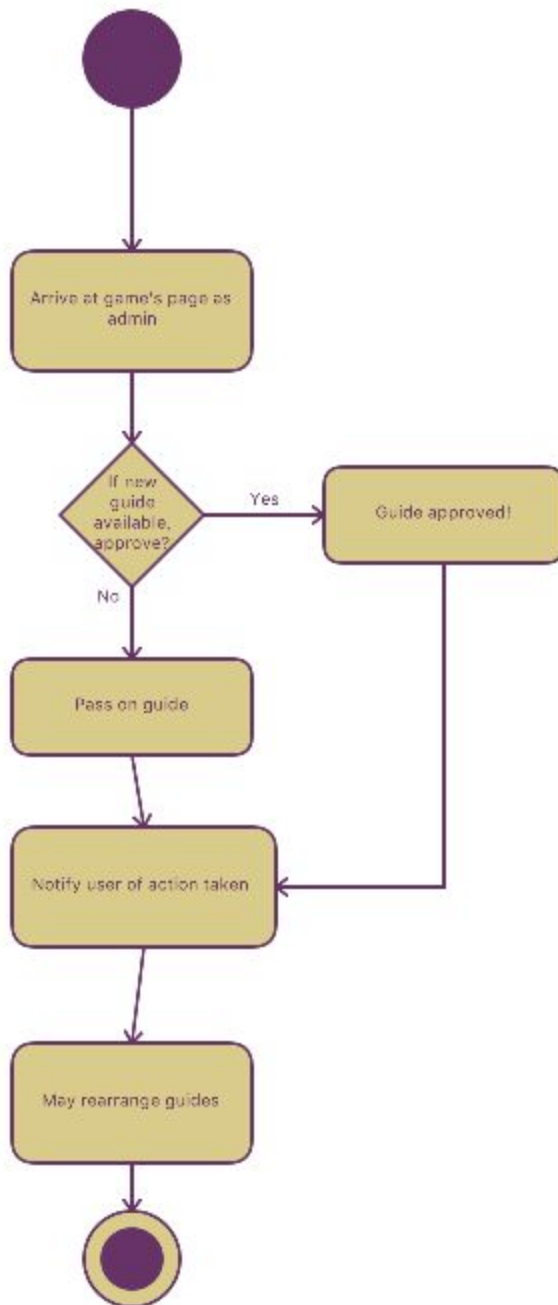 Arrive at game's page as
admin
If new
guide
available,
approve?
Yes
Guide approved!
No
Pass on guide
Notify user of action taken
May rearrange guides